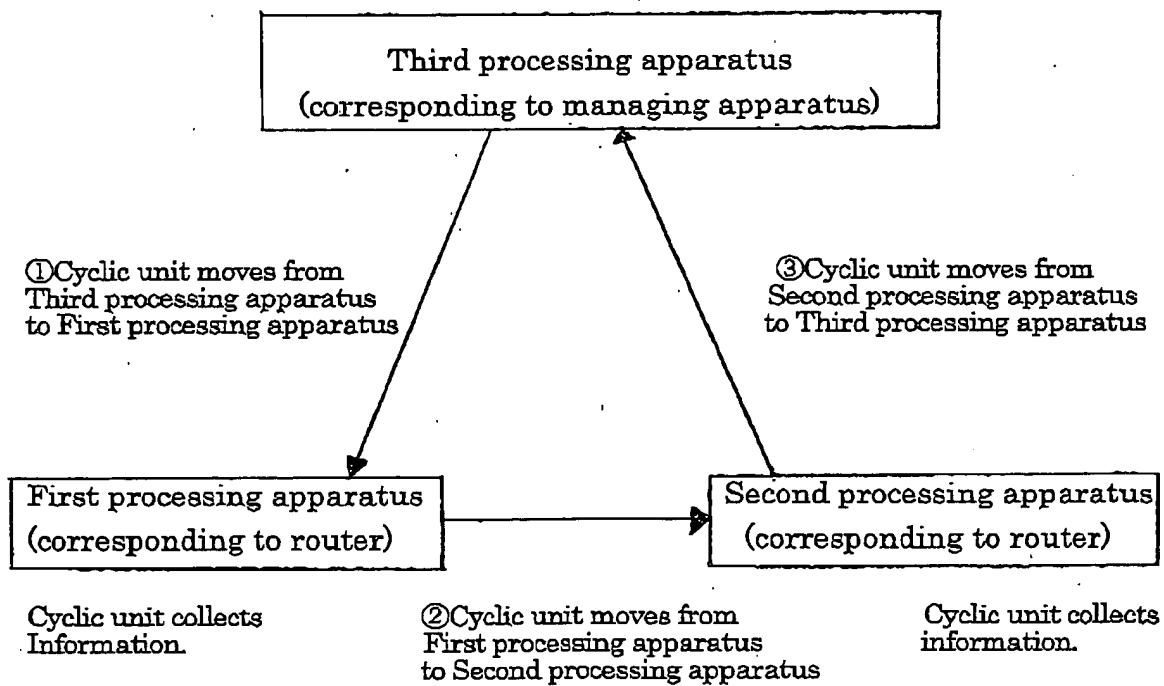 Third processing apparatus
(corresponding to managing apparatus)
①Cyclic unit moves from
Third processing apparatus
to First processing apparatus
③Cyclic unit moves from
Second processing apparatus
to Third processing apparatus
First processing apparatus
(corresponding to router)
Second processing apparatus
(corresponding to router)
Cyclic unit collects
Information.
②Cyclic unit moves from
First processing apparatus
to Second processing apparatus
Cyclic unit collects
information.